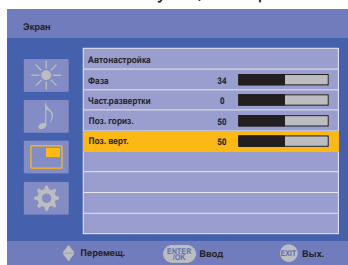 Экран
Автонастройка
Фаза 34
Част.развертки 0
Поз. гориз. 50
Поз. верт. 50
Перемещ. ENTER/OK Ввод EXIT Вых.